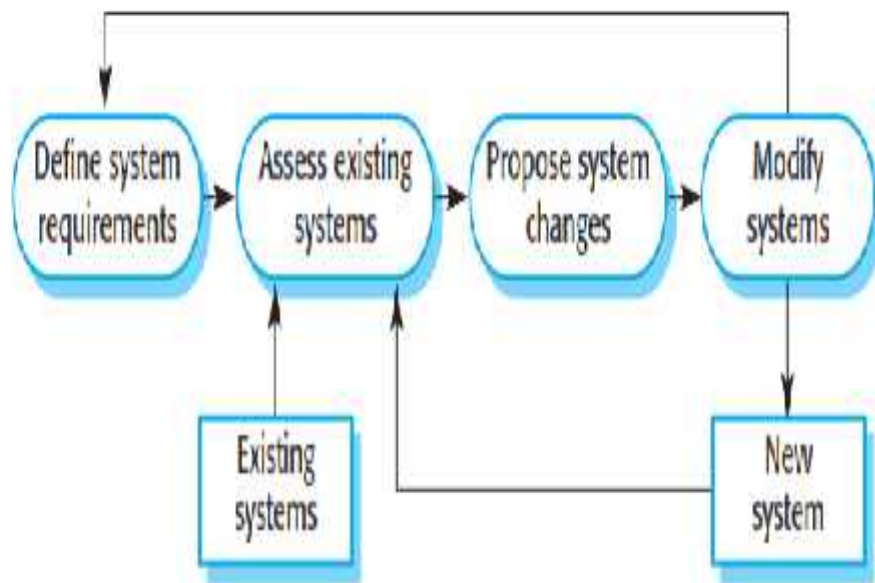 Define system
requirements
Assess existing
systems
Propose system
changes
Modify
systems
Existing
systems
New
system